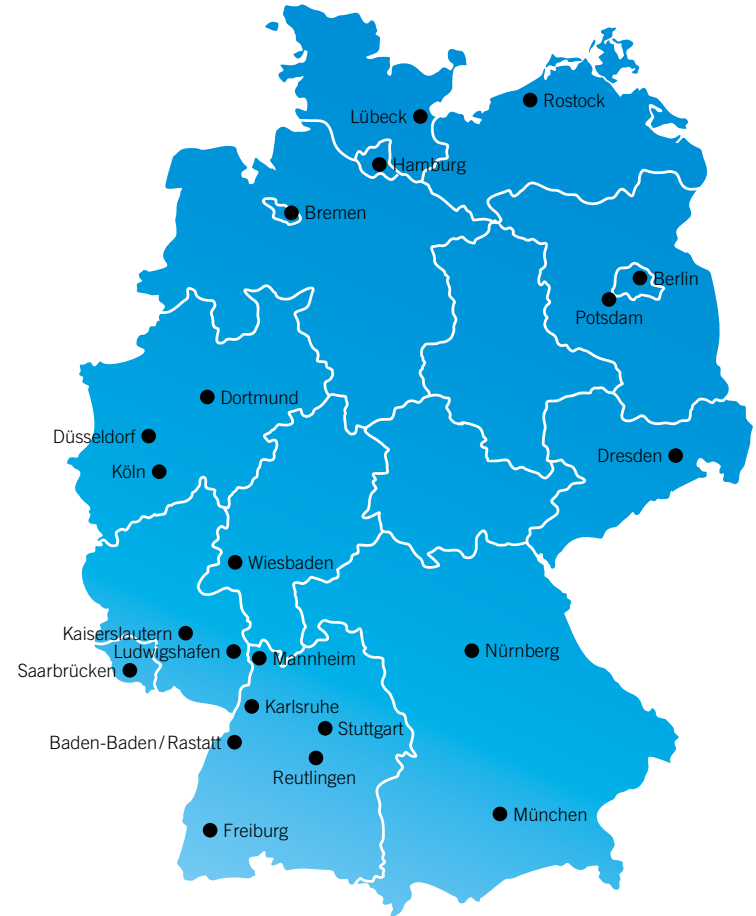 Rostock
Lübeck
Hamburg
Bremen
Berlin
Potsdam
Dortmund
Düsseldorf
Dresden
Köln
Wiesbaden
Kaiserslautern
Ludwigshafen
Nürnberg
Mannheim
Saarbrücken
Karlsruhe
Stuttgart
Baden-Baden/Rastatt
Reutlingen
München
Freiburg